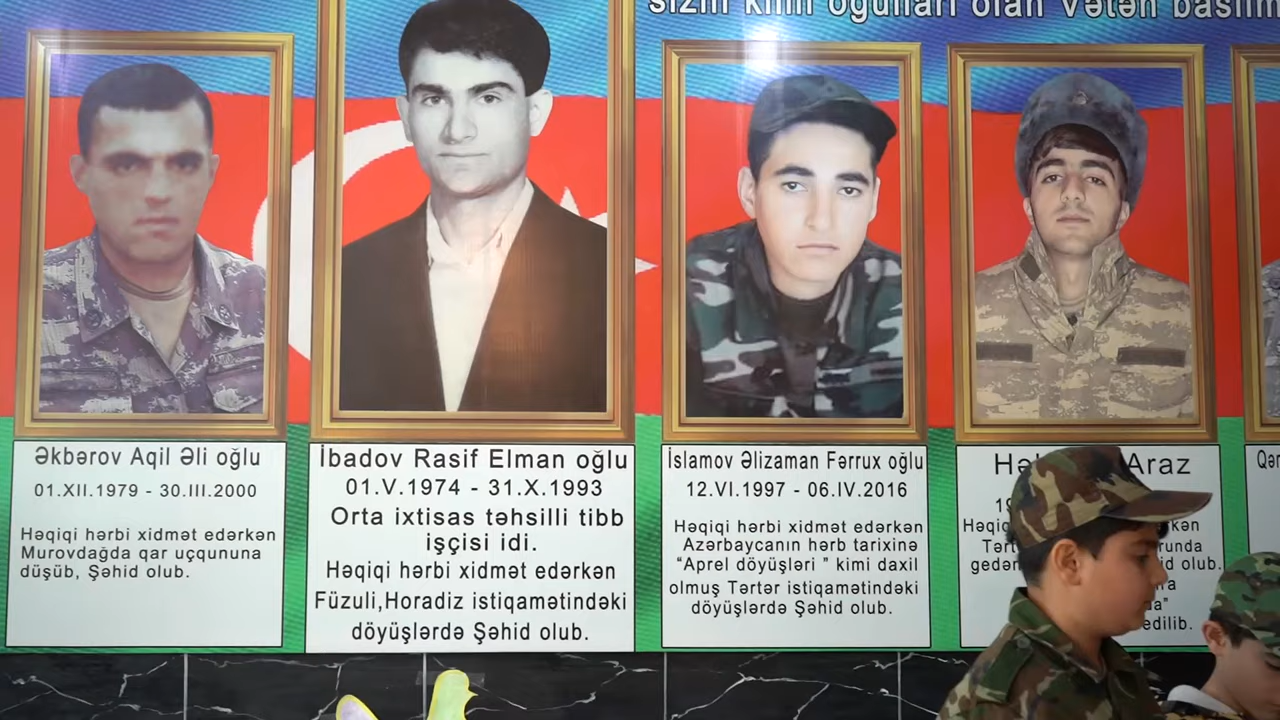 sizin kimi oğulları olan Vətən
Əkbərov Aqil Əli oğlu
01.XII.1979 - 30.III.2000
Həqiqi hərbi xidmət edərkən
Murovdağda qar uçqununa
düşüb, Şəhid olub.
İbadov Rasif Elman oğlu
01.V.1974 - 31.X.1993
Orta ixtisas təhsilli tibb
işçisi idi.
Həqiqi hərbi xidmət edərkən
Füzuli,Horadiz istiqamətindəki
döyüşlərdə Şəhid olub.
İslamov Əlizaman Fərrux oğlu
12.VI.1997 - 06.IV.2016
Həqiqi hərbi xidmət edərkən
Azərbaycanın hərb tarixinə
“Aprel döyüşləri ” kimi daxil
olmuş Tərtər istiqamətindəki
döyüşlərdə Şəhid olub.
Araz
olub.